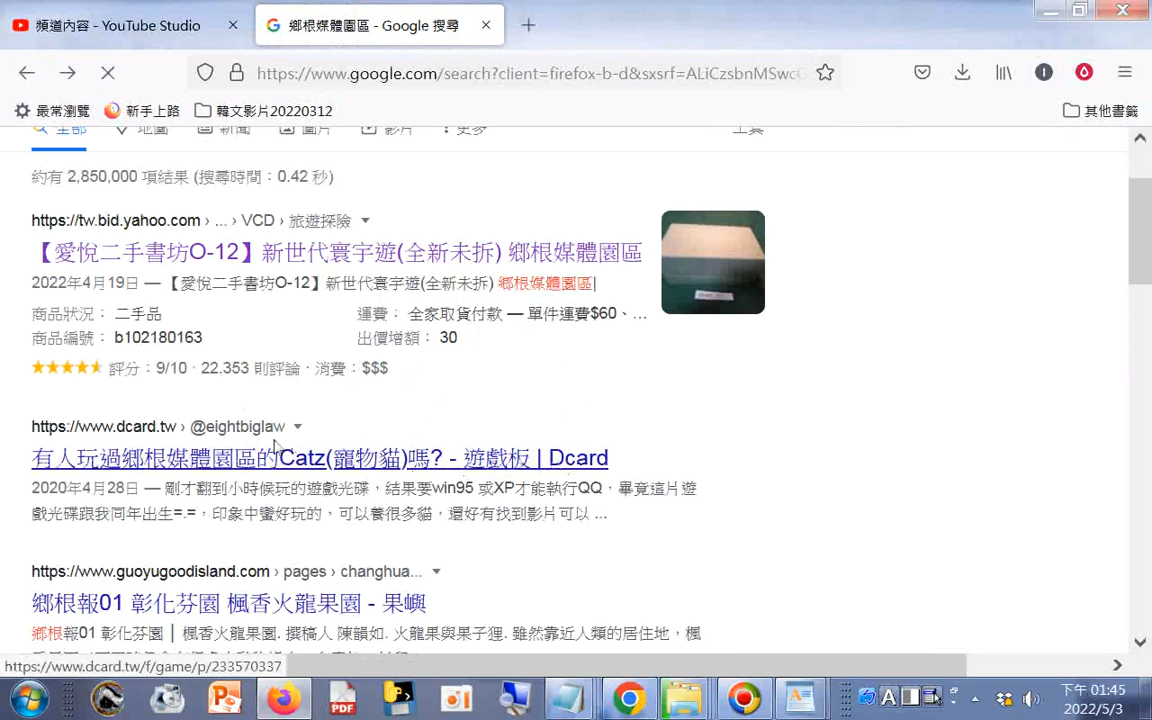 頻道內容 - YouTube Studio
鄉根媒體園區 - Google 搜尋
https://www.google.com/search?client=firefox-b-d&sxsrf=ALiCzsbnMSwcG
最常瀏覽
新手上路
韓文影片20220312
其他書籤
全部
地圖
新聞
圖片
影片
更多
工具
約有 2,850,000 項結果 (搜尋時間：0.42 秒)
https://tw.bid.yahoo.com › ... › VCD › 旅遊探險
【愛悅二手書坊O-12】新世代寰宇遊(全新未拆) 鄉根媒體園區
2022年4月19日 — 【愛悅二手書坊O-12】新世代寰宇遊(全新未拆) 鄉根媒體園區|
商品狀況： 二手品
運費： 全家取貨付款 — 單件運費$60、...
商品編號： b102180163
出價增額： 30
評分：9/10 · 22,353 則評論 · 消費：$$$
https://www.dcard.tw › @eightbiglaw
有人玩過鄉根媒體園區的Catz(寵物貓)嗎? - 遊戲板 | Dcard
2020年4月28日 — 剛才翻到小時候玩的遊戲光碟，結果要win95 或XP才能執行QQ，畢竟這片遊
戲光碟跟我同年出生=.=，印象中蠻好玩的，可以養很多貓，還好有找到影片可以 ...
https://www.guoyugoodisland.com › pages › changhua...
鄉根報01 彰化芬園 楓香火龍果園 - 果嶼
鄉根報01 彰化芬園 | 楓香火龍果園. 撰稿人 陳韻如. 火龍果與果子狸. 雖然靠近人類的居住地，楓
https://www.dcard.tw/f/game/p/233570337
PDF
A
下午 01:45
2022/5/3